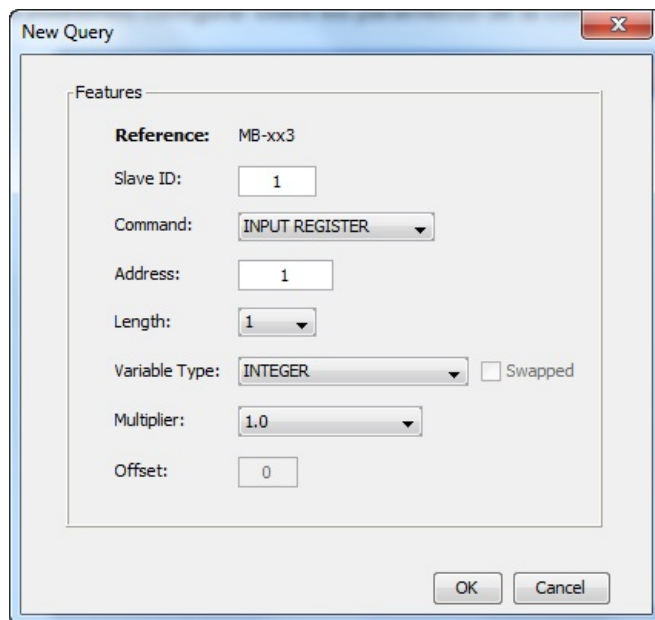 New Query
Features
Reference: MB-xx3
Slave ID: 1
Command: INPUT REGISTER
Address: 1
Length: 1
Variable Type: INTEGER Swapped
Multiplier: 1.0
Offset: 0
OK Cancel